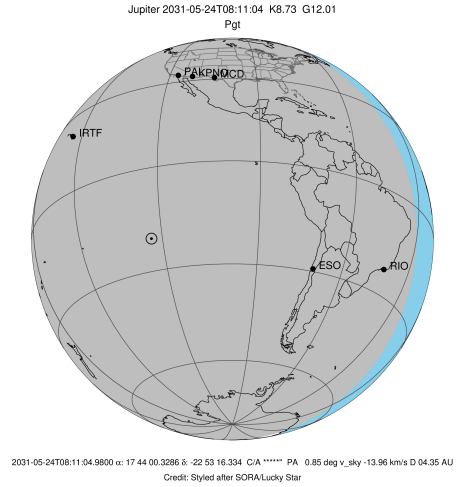 Jupiter 2031-05-24T08:11:04 K8.73 G12.01
Pgt
PAL KPNO MCD
IRTF
ESO
RIO
2031-05-24T08:11:04.9800 α: 17 44 00.3286 δ: -22 53 16.334 C/A *****" PA 0.85 deg v_sky -13.96 km/s D 04.35 AU
Credit: Styled after SORA/Lucky Star